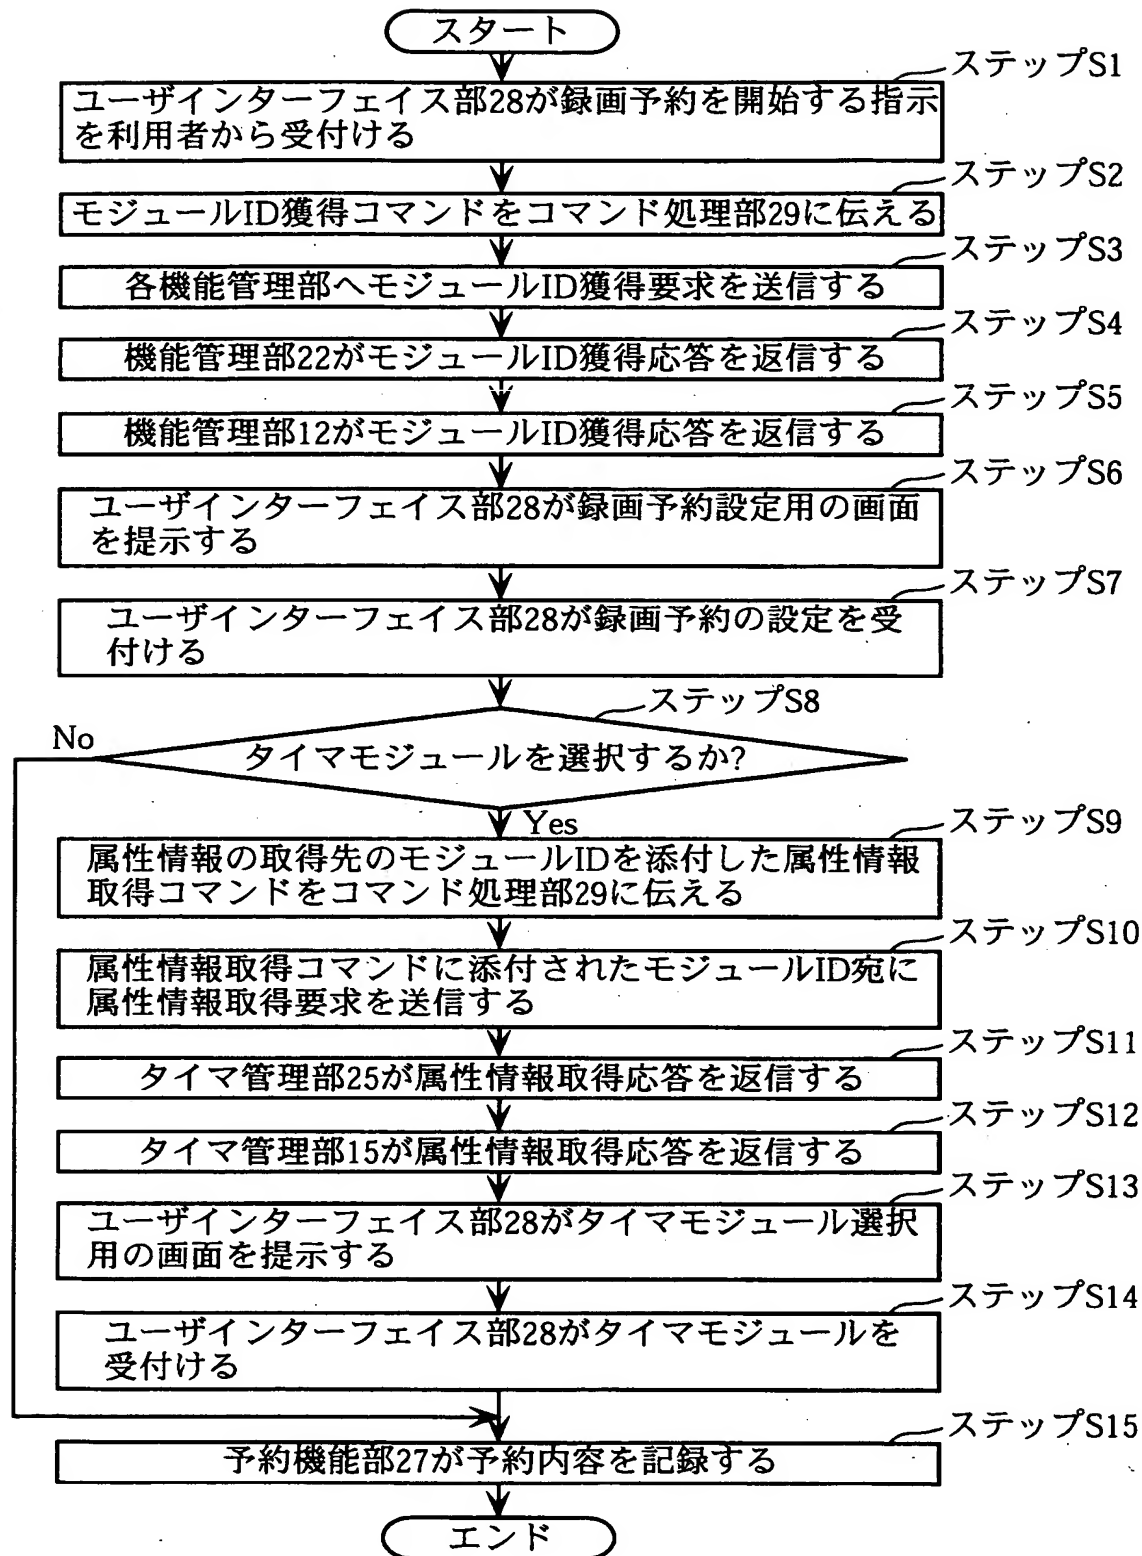 スタート
ステップS1
ユーザインターフェイス部28が録画予約を開始する指示
を利用者から受付ける
ステップS2
モジュールID獲得コマンドをコマンド処理部29に伝える
ステップS3
各機能管理部へモジュールID獲得要求を送信する
ステップS4
機能管理部22がモジュールID獲得応答を返信する
ステップS5
機能管理部12がモジュールID獲得応答を返信する
ステップS6
ユーザインターフェイス部28が録画予約設定用の画面
を提示する
ステップS7
ユーザインターフェイス部28が録画予約の設定を受
付ける
ステップS8
No
タイマモジュールを選択するか?
Yes
ステップS9
属性情報の取得先のモジュールIDを添付した属性情報
取得コマンドをコマンド処理部29に伝える
ステップS10
属性情報取得コマンドに添付されたモジュールID宛に
属性情報取得要求を送信する
ステップS11
タイマ管理部25が属性情報取得応答を返信する
ステップS12
タイマ管理部15が属性情報取得応答を返信する
ステップS13
ユーザインターフェイス部28がタイマモジュール選択
用の画面を提示する
ステップS14
ユーザインターフェイス部28がタイマモジュールを
受付ける
ステップS15
予約機能部27が予約内容を記録する
エンド